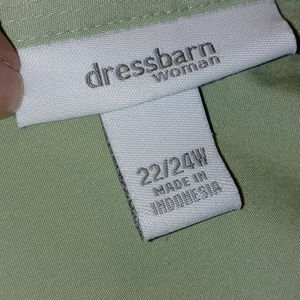 dressbarn
woman
22/24W
MADE IN
INDONESIA